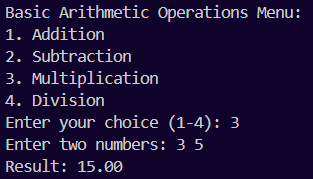 Basic Arithmetic Operations Menu:
1. Addition
2. Subtraction
3. Multiplication
4. Division
Enter your choice (1-4): 3
Enter two numbers: 3 5
Result: 15.00